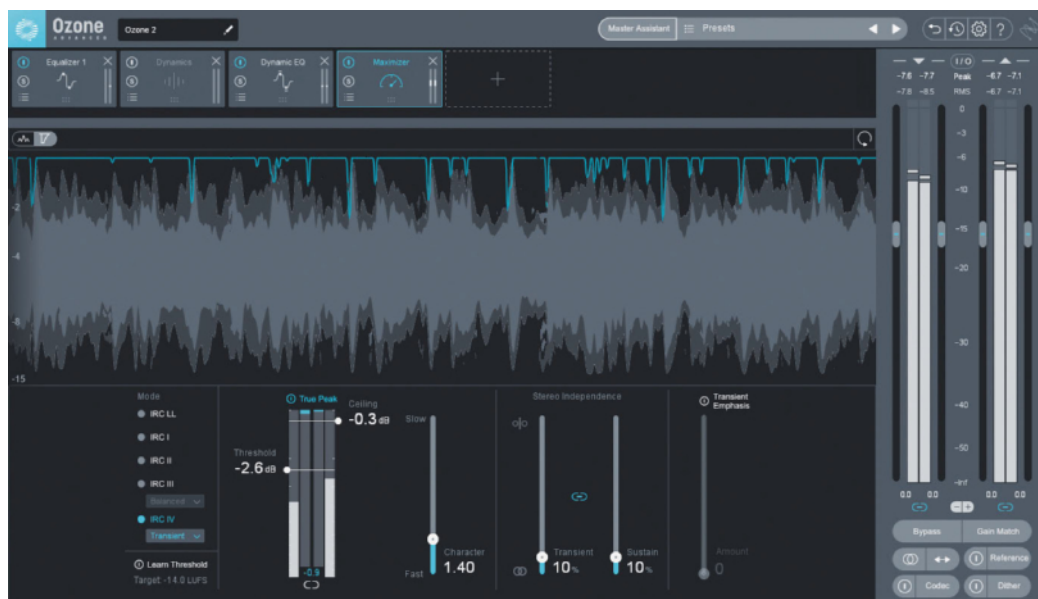 Ozone
ADVANCED
Ozone 2
Master Assistant
Presets
?
Equalizer 1
Dynamics
Dynamic EQ
Maximizer
S
S
S
S
+
I/O
-7.6 -7.7 Peak -6.7 -7.1
-7.8 -8.5 RMS -6.7 -7.1
0
-3
-6
-10
-15
-20
-30
-40
-50
-Inf
0.0 0.0 0.0 0.0
-2
-4
-8
-15
Mode
IRC LL
IRC I
IRC II
IRC III
Balanced
IRC IV
Transient
Learn Threshold
Target -14.0 LUFS
True Peak
Ceiling
-0.3 dB
Threshold
-2.6 dB
-0.9
Slow
Character
1.40
Fast
Stereo Independence
Transient
10%
Sustain
10%
Transient
Emphasis
Amount
0
Bypass
Gain Match
Reference
Codec
Dither